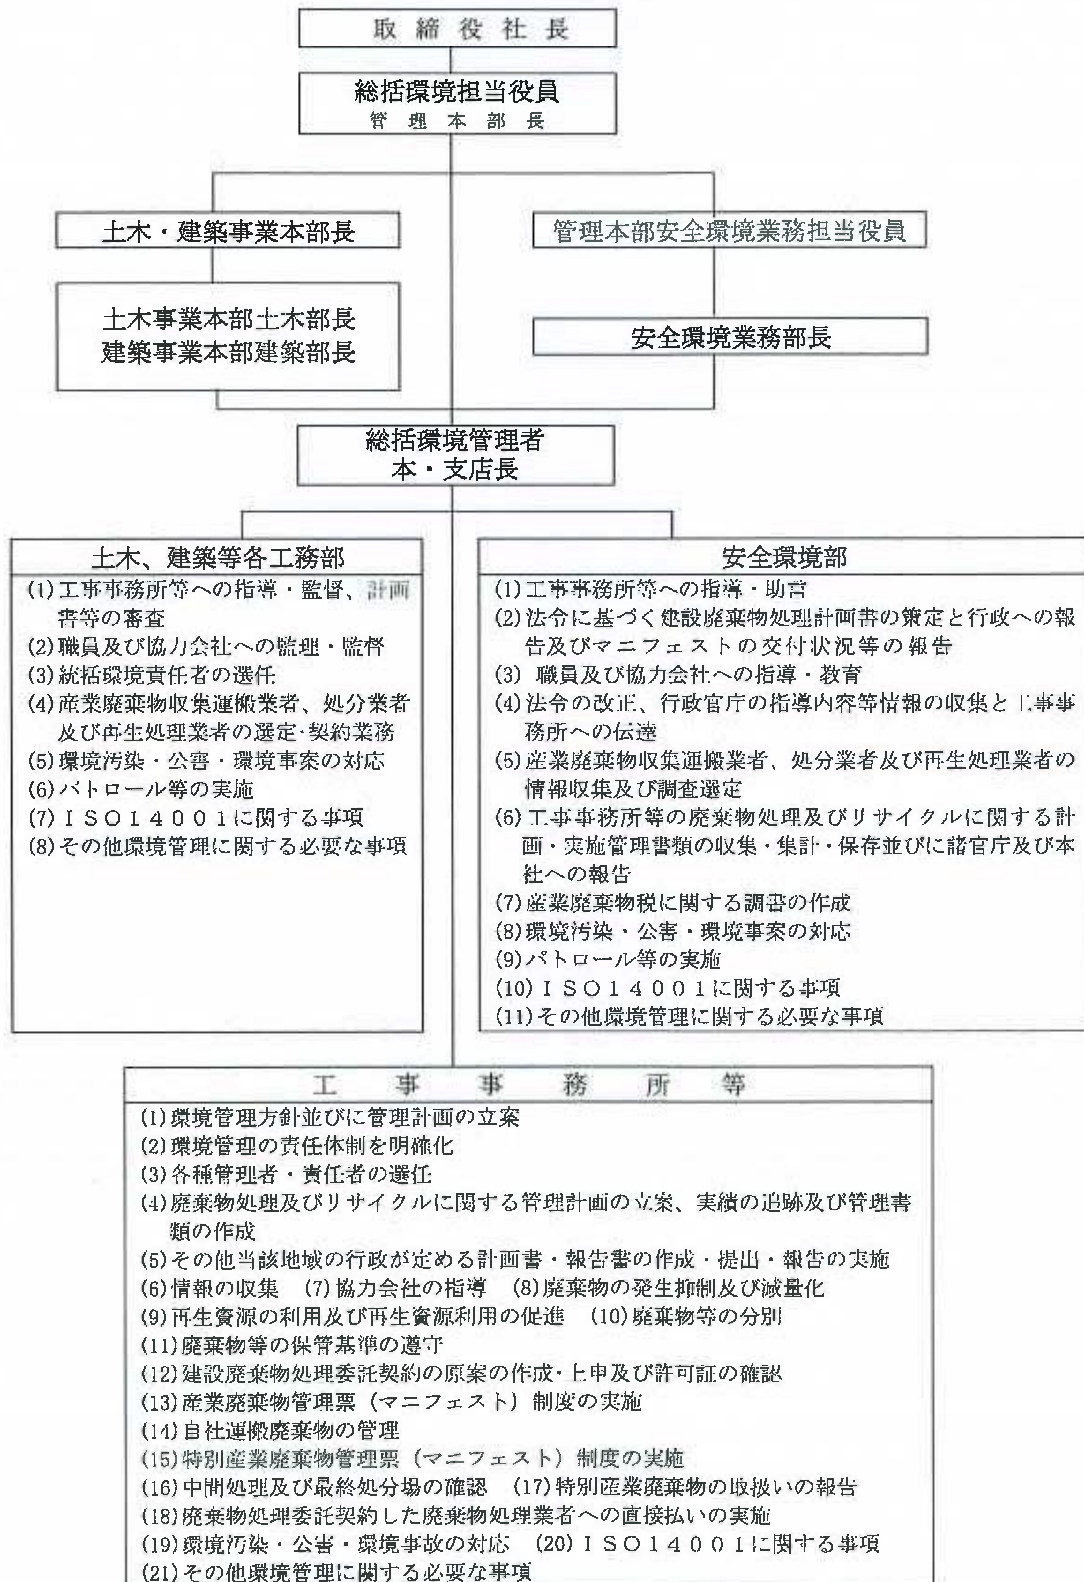 取締役社長
総括環境担当役員
管理本部長
土木・建築事業本部長
管理本部安全環境業務担当役員
土木事業本部土木部長
建築事業本部建築部長
安全環境業務部長
総括環境管理者
本・支店長
土木、建築等各工務部
(1)工事事務所等への指導・監督、計画
書等の審査
(2)職員及び協力会社への監理・監督
(3)統括環境責任者の選任
(4)産業廃棄物収集運搬業者、処分業者
及び再生処理業者の選定・契約業務
(5)環境汚染・公害・環境事案の対応
(6)パトロール等の実施
(7)ＩＳＯ１４００１に関する事項
(8)その他環境管理に関する必要な事項
安全環境部
(1)工事事務所等への指導・助言
(2)法令に基づく建設廃棄物処理計画書の策定と行政への報
告及びマニフェストの交付状況等の報告
(3) 職員及び協力会社への指導・教育
(4)法令の改正、行政官庁の指導内容等情報の収集と工事事
務所への伝達
(5)産業廃棄物収集運搬業者、処分業者及び再生処理業者の
情報収集及び調査選定
(6)工事事務所等の廃棄物処理及びリサイクルに関する計
画・実施管理書類の収集・集計・保存並びに諸官庁及び本
社への報告
(7)産業廃棄物税に関する調書の作成
(8)環境汚染・公害・環境事案の対応
(9)パトロール等の実施
(10)ＩＳＯ１４００１に関する事項
(11)その他環境管理に関する必要な事項
工事事務所等
(1)環境管理方針並びに管理計画の立案
(2)環境管理の責任体制を明確化
(3)各種管理者・責任者の選任
(4)廃棄物処理及びリサイクルに関する管理計画の立案、実績の追跡及び管理書
類の作成
(5)その他当該地域の行政が定める計画書・報告書の作成・提出・報告の実施
(6)情報の収集 (7)協力会社の指導 (8)廃棄物の発生抑制及び減量化
(9)再生資源の利用及び再生資源利用の促進 (10)廃棄物等の分別
(11)廃棄物等の保管基準の遵守
(12)建設廃棄物処理委託契約の原案の作成・上申及び許可証の確認
(13)産業廃棄物管理票（マニフェスト）制度の実施
(14)自社運搬廃棄物の管理
(15)特別産業廃棄物管理票（マニフェスト）制度の実施
(16)中間処理及び最終処分場の確認 (17)特別産業廃棄物の取扱いの報告
(18)廃棄物処理委託契約した廃棄物処理業者への直接払いの実施
(19)環境汚染・公害・環境事故の対応 (20)ＩＳＯ１４００１に関する事項
(21)その他環境管理に関する必要な事項